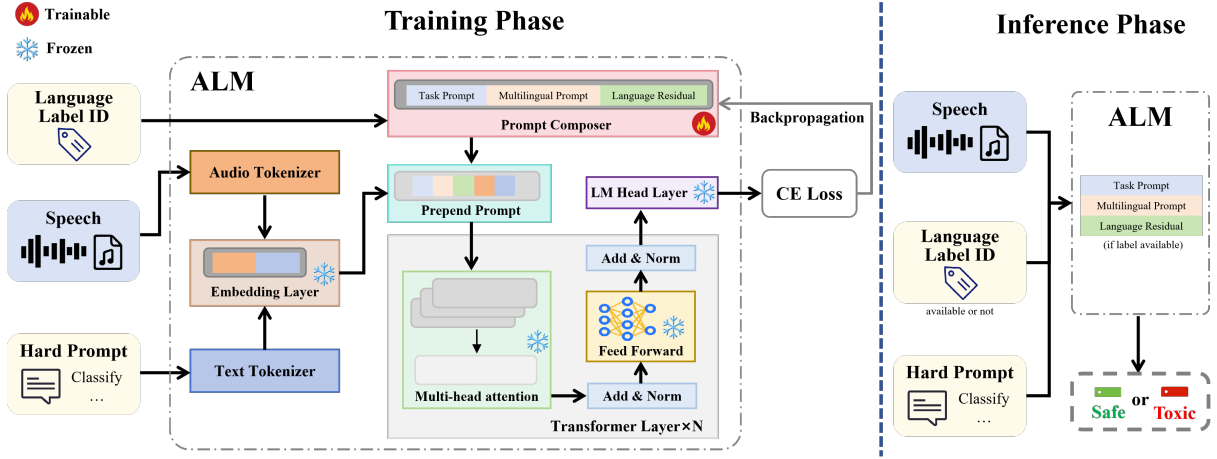 Trainable
Frozen
Training Phase
Inference Phase
ALM
Language
Label ID
Speech
Hard Prompt
Classify
...
Audio Tokenizer
Embedding Layer
Text Tokenizer
Task Prompt
Multilingual Prompt
Language Residual
Prompt Composer
Prepend Prompt
Multi-head attention
LM Head Layer
Add & Norm
Feed Forward
Add & Norm
Transformer Layer×N
Backpropagation
CE Loss
Speech
Language
Label ID
available or not
Hard Prompt
Classify
...
ALM
Task Prompt
Multilingual Prompt
Language Residual
(if label available)
Safe or Toxic